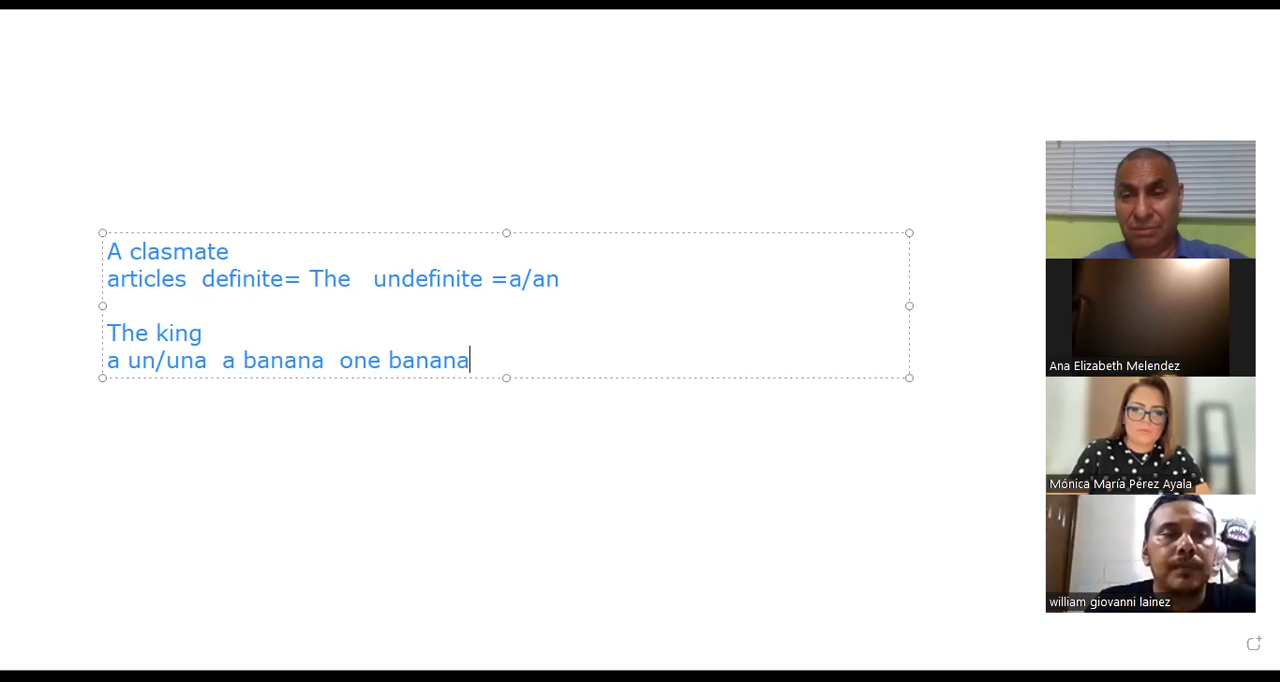 A clasmate
articles definite= The undefinite =a/an
The king
a un/una a banana one banana
Ana Elizabeth Melendez
Mónica María Pérez Ayala
william giovanni lainez